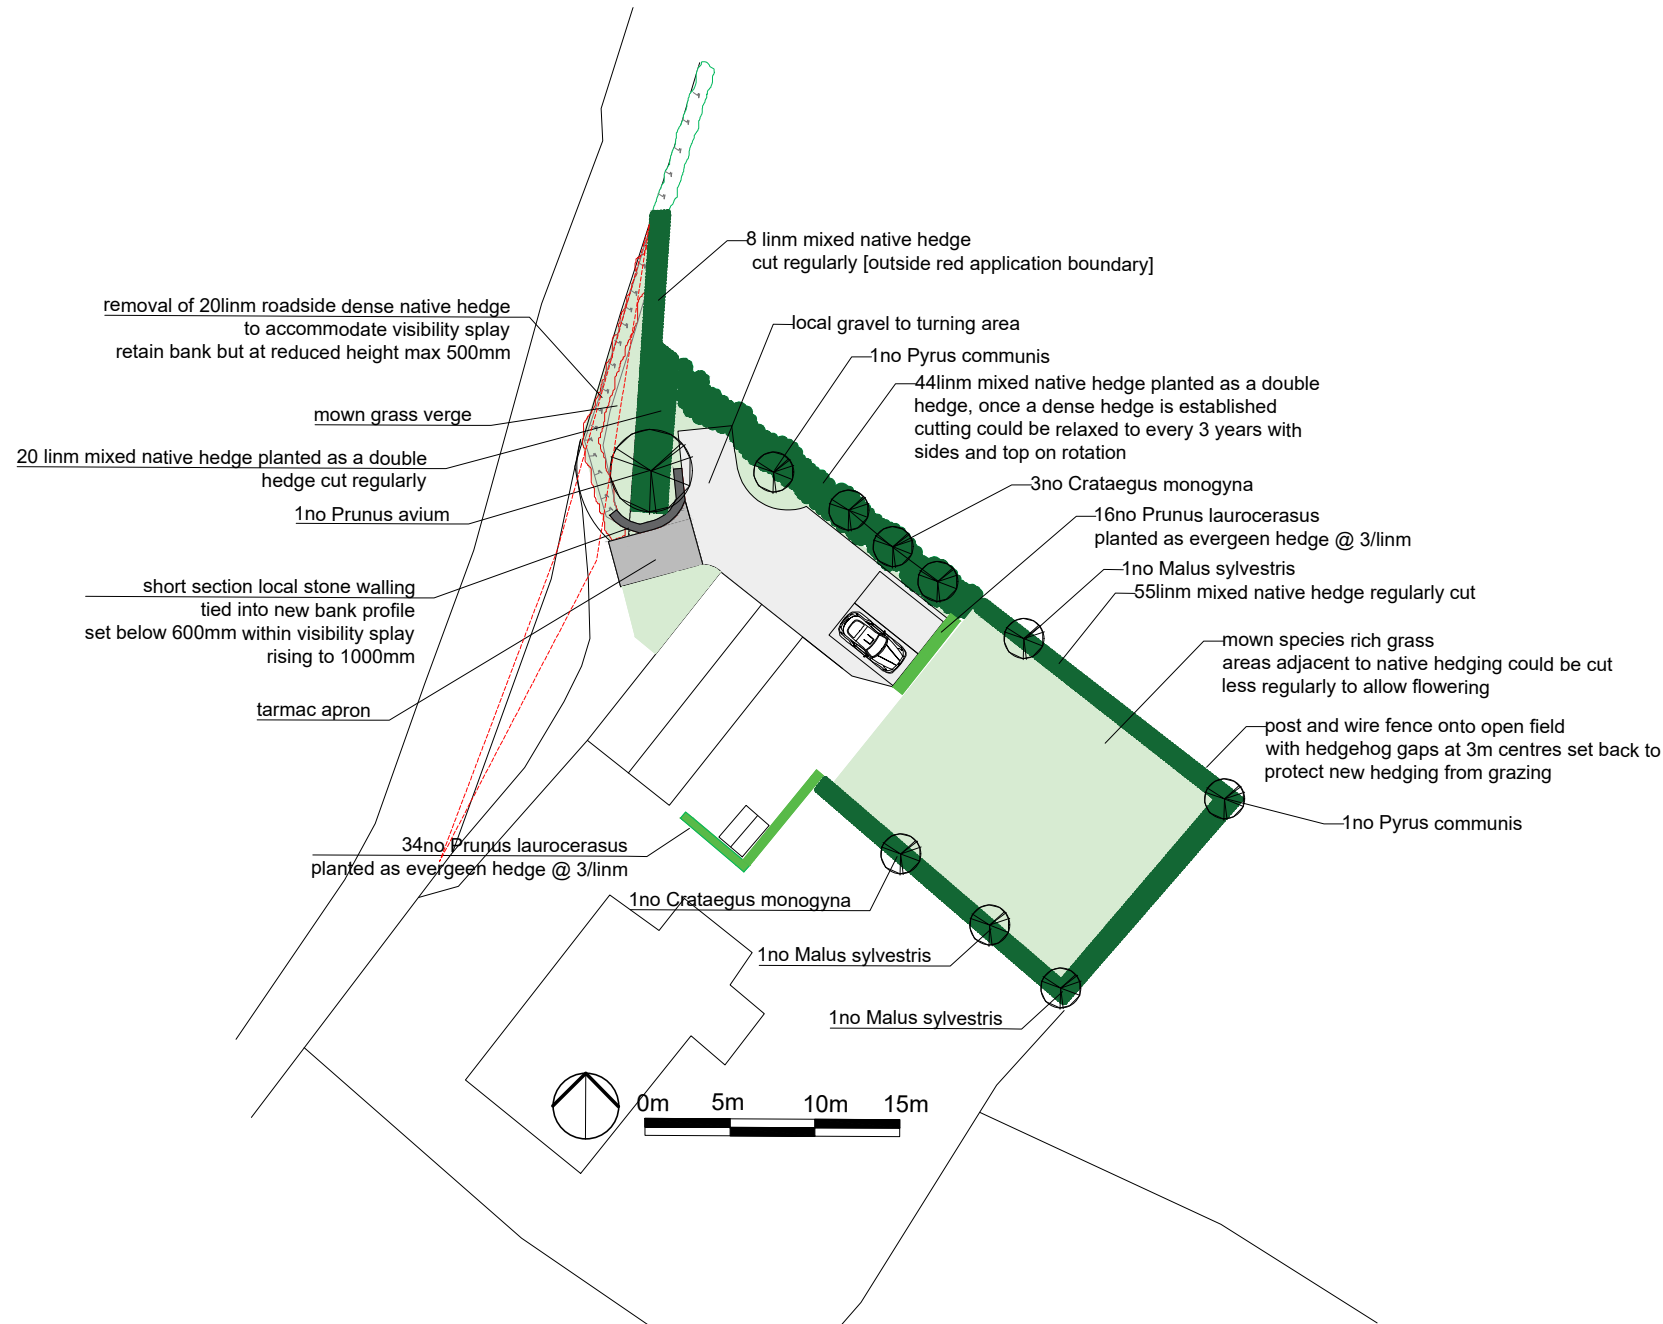 8 linm mixed native hedge
cut regularly [outside red application boundary]
removal of 20linm roadside dense native hedge
to accommodate visibility splay
retain bank but at reduced height max 500mm
local gravel to turning area
1no Pyrus communis
44linm mixed native hedge planted as a double
hedge, once a dense hedge is established
cutting could be relaxed to every 3 years with
sides and top on rotation
mown grass verge
20 linm mixed native hedge planted as a double
hedge cut regularly
3no Crataegus monogyna
1no Prunus avium
16no Prunus laurocerasus
planted as evergeen hedge @ 3/linm
1no Malus sylvestris
55linm mixed native hedge regularly cut
short section local stone walling
tied into new bank profile
set below 600mm within visibility splay
rising to 1000mm
mown species rich grass
areas adjacent to native hedging could be cut
less regularly to allow flowering
tarmac apron
post and wire fence onto open field
with hedgehog gaps at 3m centres set back to
protect new hedging from grazing
1no Pyrus communis
34no Prunus laurocerasus
planted as evergeen hedge @ 3/linm
1no Crataegus monogyna
1no Malus sylvestris
1no Malus sylvestris
0m 5m 10m 15m